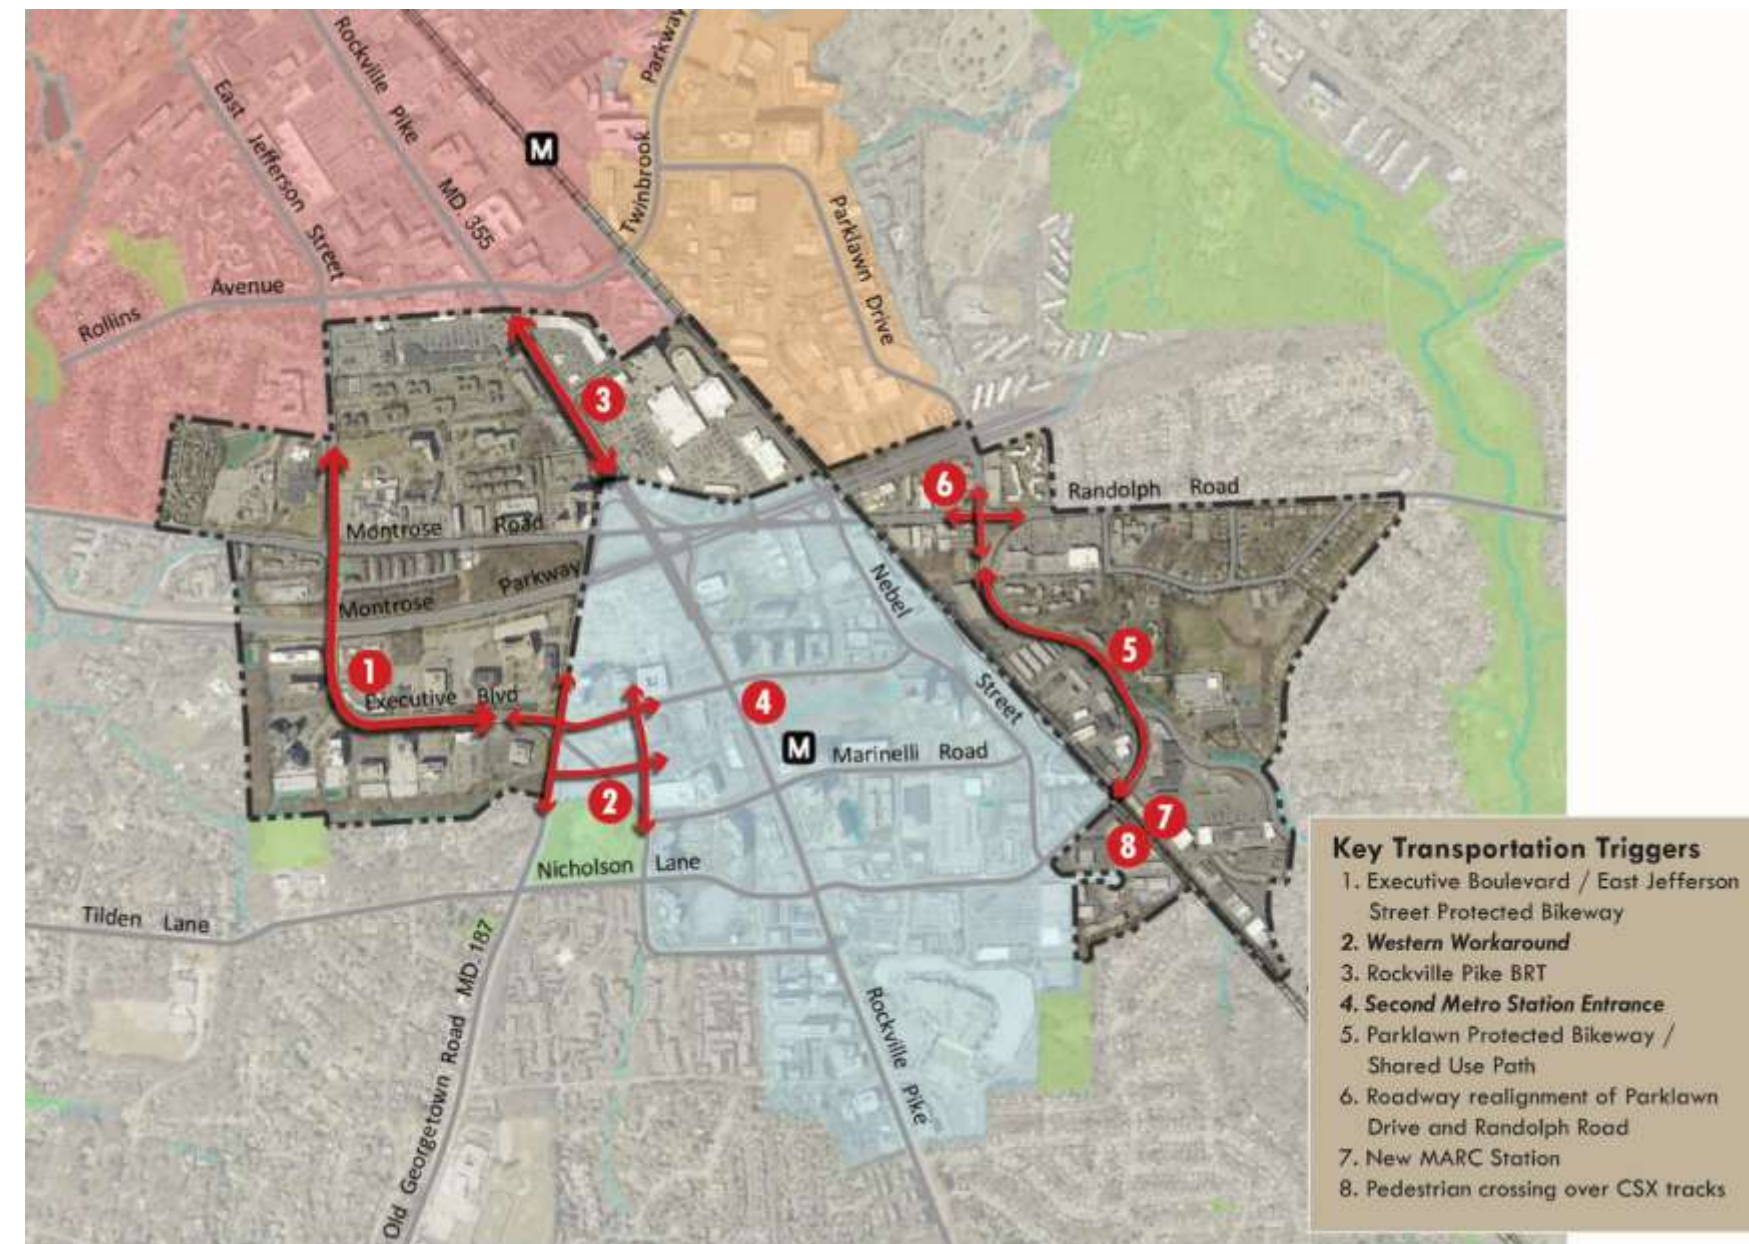 Rockville Pike MD. 355
Parkway
Twinbrook
East Jefferson Street
M
Parklawn Drive
Rollins Avenue
3
6
Randolph Road
Montrose Road
Montrose Parkway
Nebel Street
1
5
Executive Blvd
4
M
Marinelli Road
2
7
8
Nicholson Lane
Tilden Lane
Old Georgetown Road MD. 187
Rockville Pike
Key Transportation Triggers
1. Executive Boulevard / East Jefferson
Street Protected Bikeway
2. Western Workaround
3. Rockville Pike BRT
4. Second Metro Station Entrance
5. Parklawn Protected Bikeway /
Shared Use Path
6. Roadway realignment of Parklawn
Drive and Randolph Road
7. New MARC Station
8. Pedestrian crossing over CSX tracks